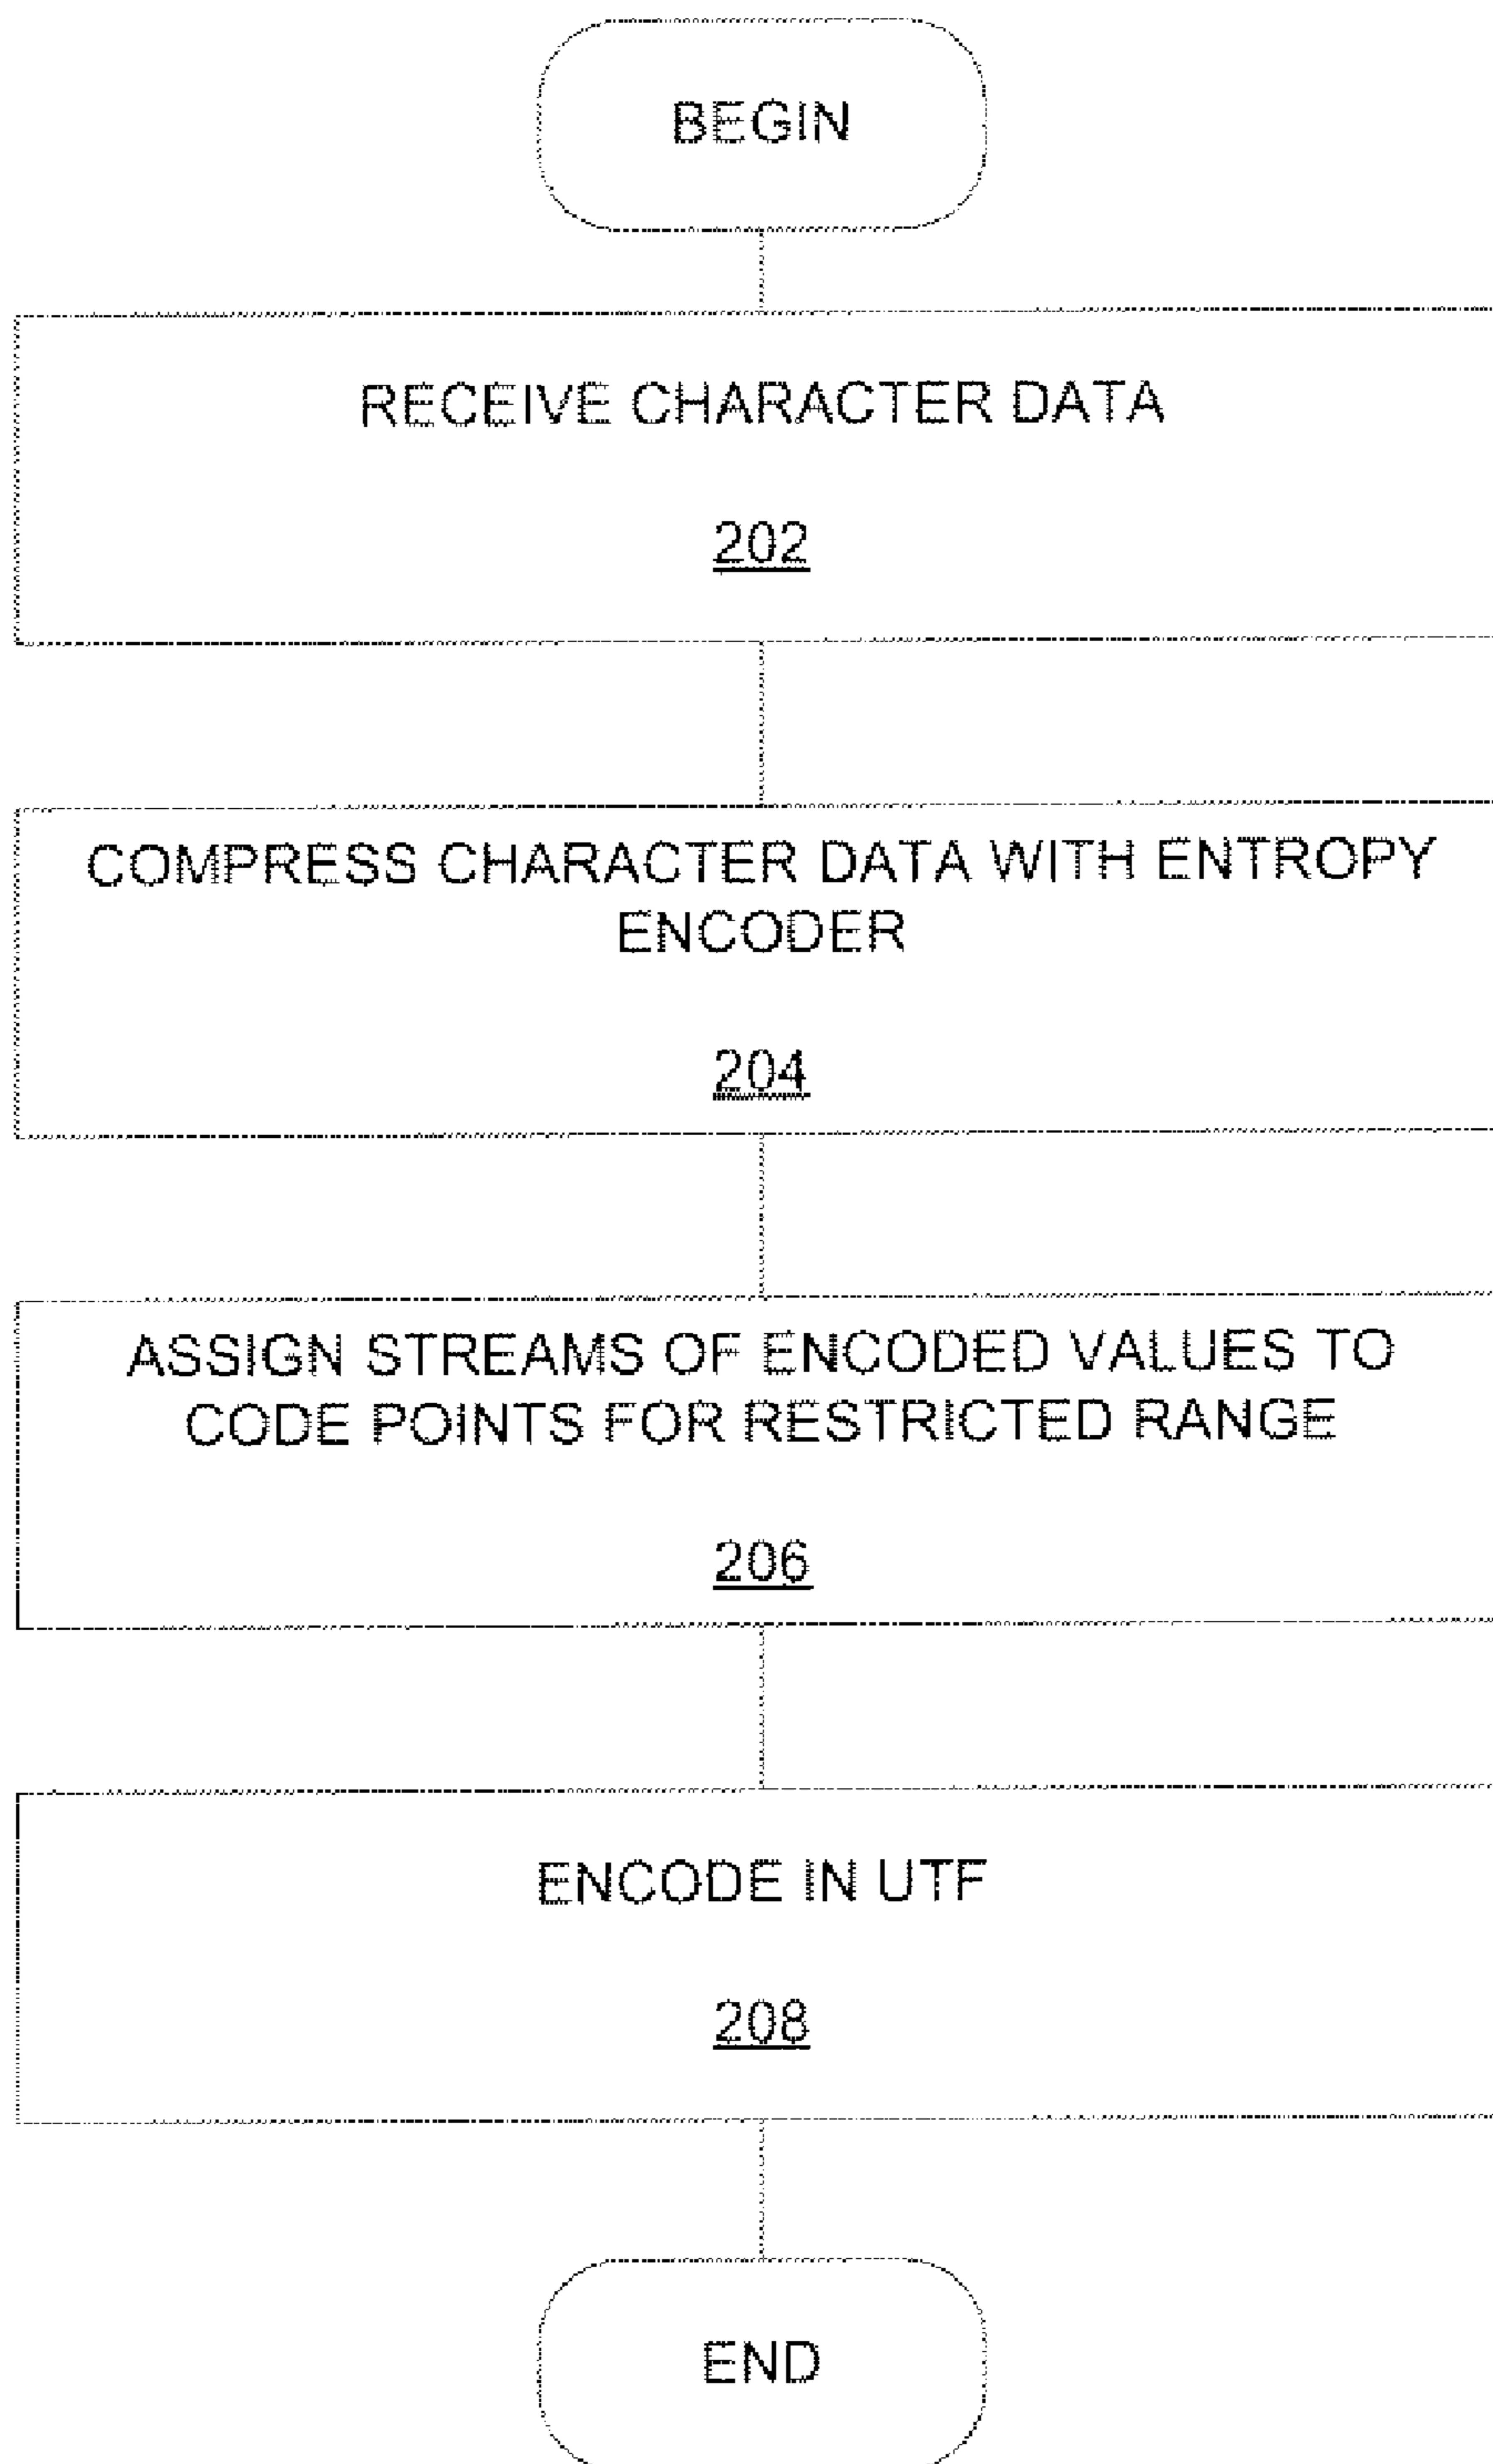 BEGIN
RECEIVE CHARACTER DATA
202
COMPRESS CHARACTER DATA WITH ENTROPY
ENCODER
204
ASSIGN STREAMS OF ENCODED VALUES TO
CODE POINTS FOR RESTRICTED RANGE
206
ENCODE IN UTF
208
END